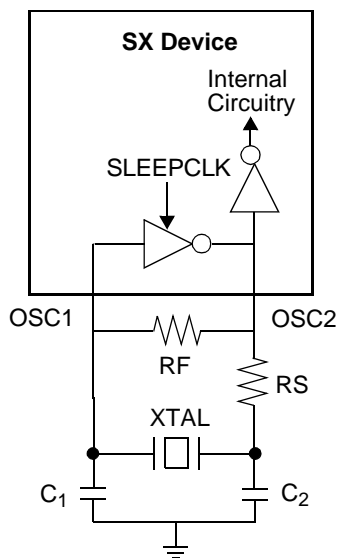 SX Device
Internal
Circuitry
SLEEPCLK
OSC1
OSC2
RF
RS
XTAL
C1
C2